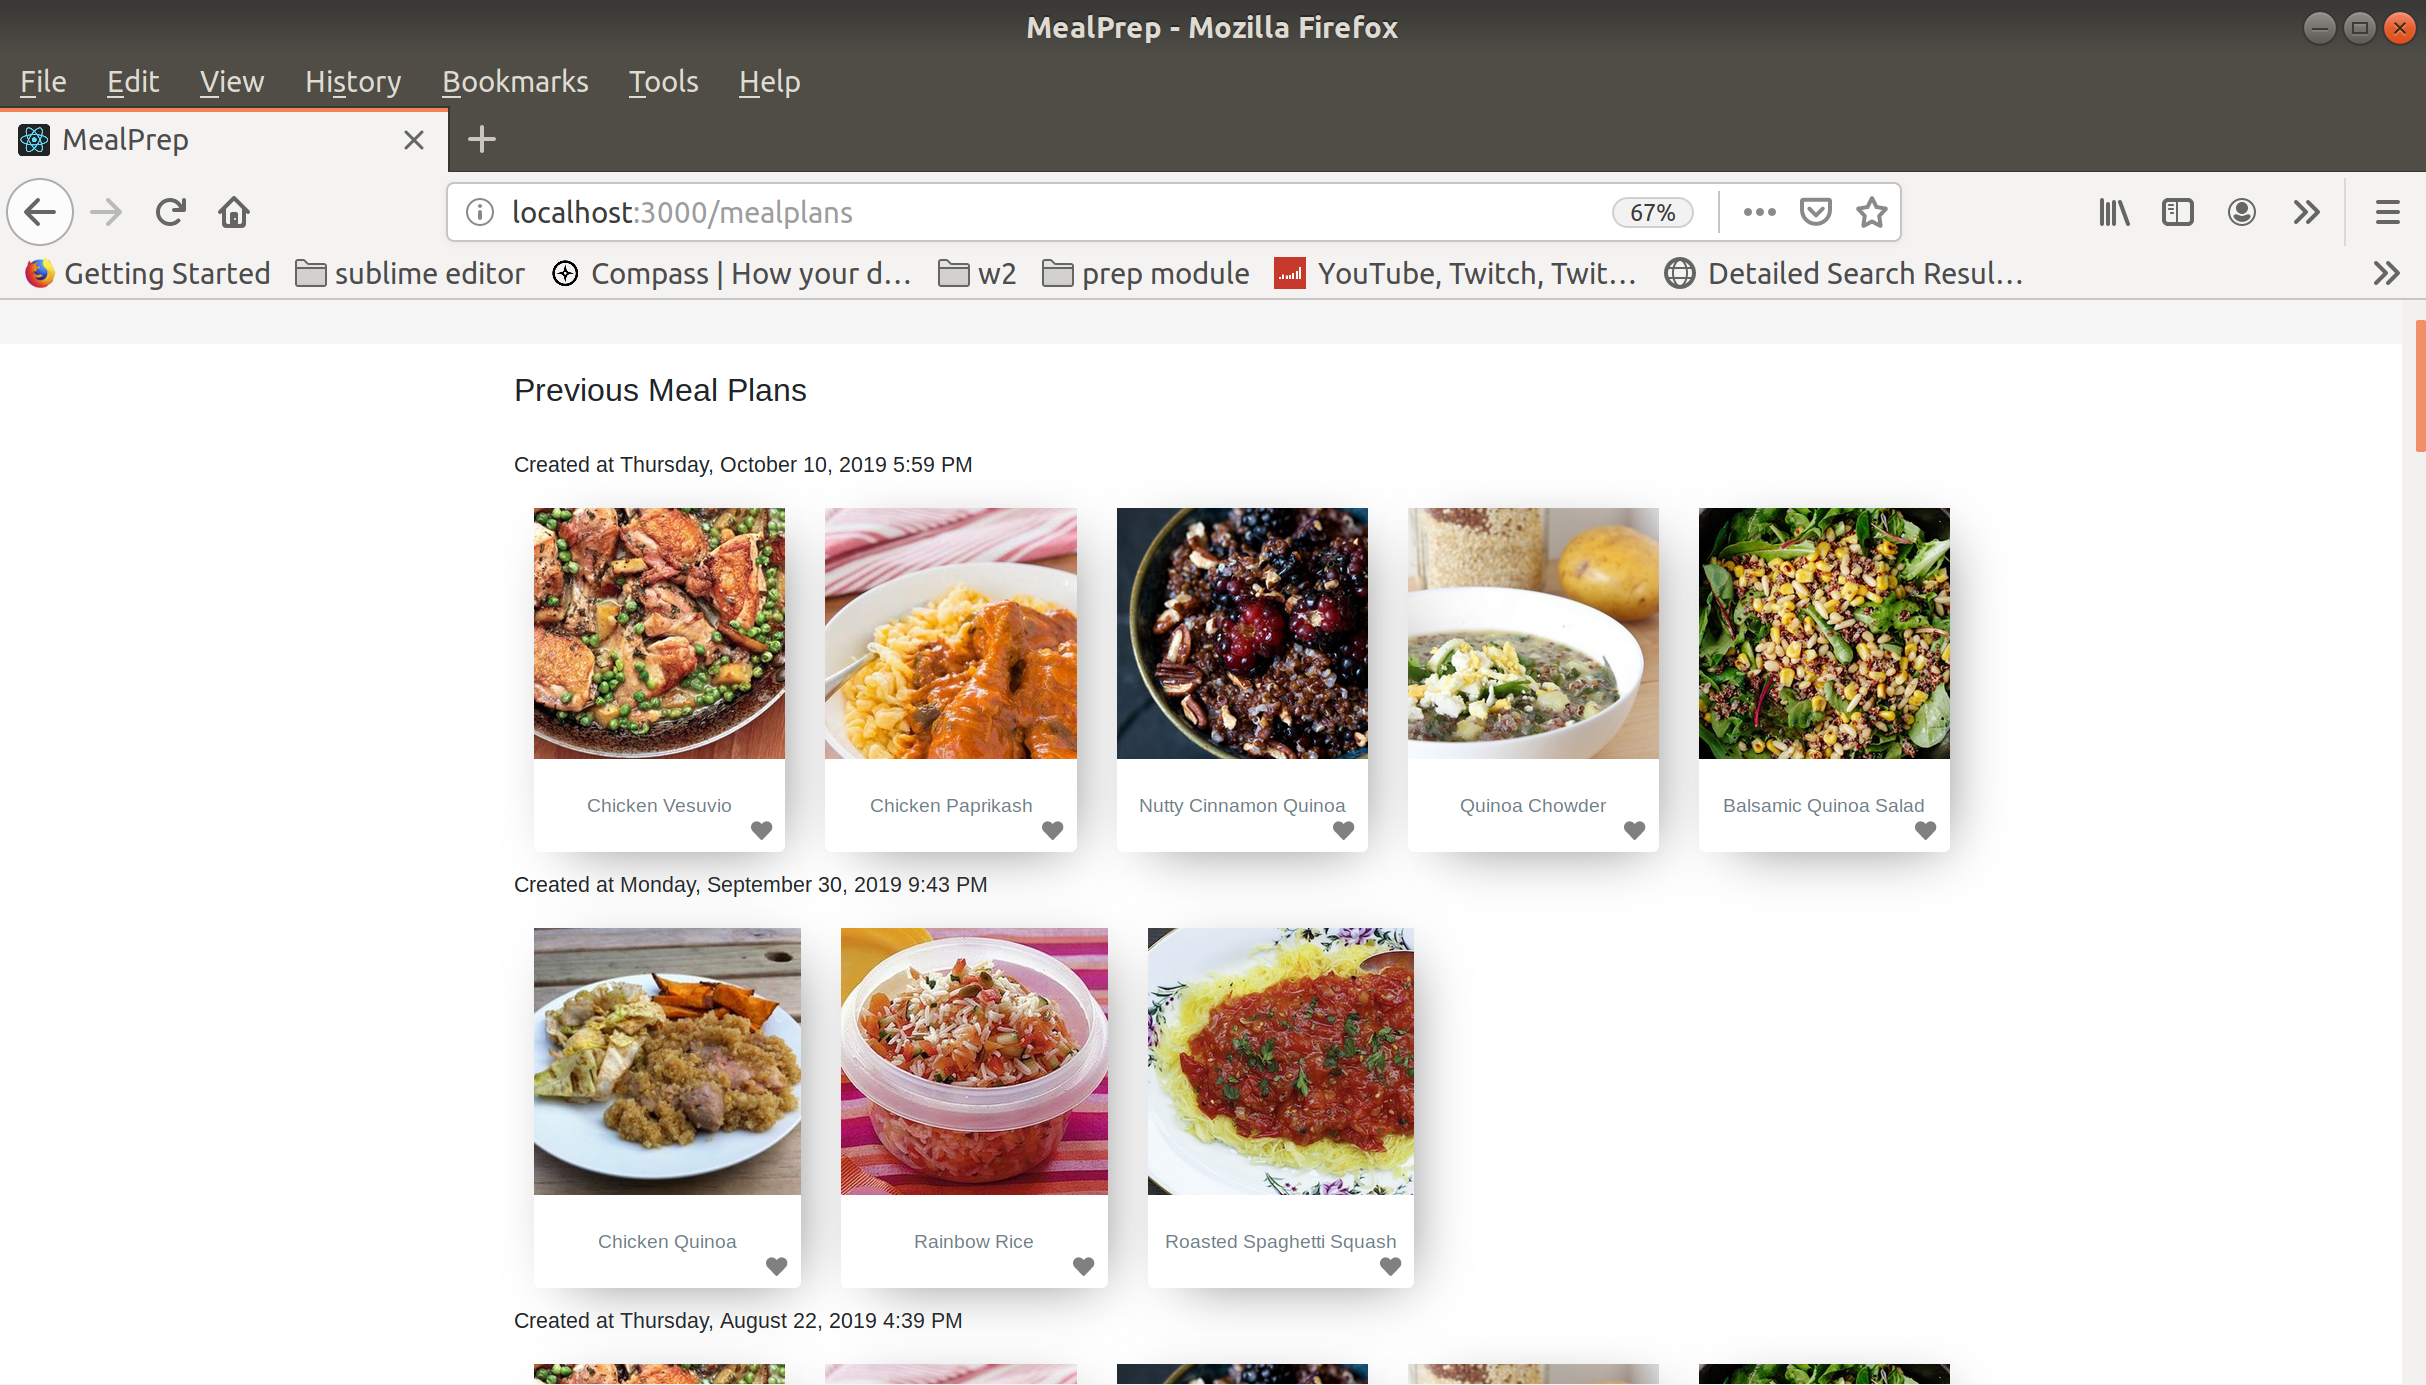 MealPrep - Mozilla Firefox
File Edit View History Bookmarks Tools Help
MealPrep
localhost:3000/mealplans 67%
Getting Started sublime editor Compass | How your d… w2 prep module YouTube, Twitch, Twit… Detailed Search Resul…
Previous Meal Plans
Created at Thursday, October 10, 2019 5:59 PM
Chicken Vesuvio Chicken Paprikash Nutty Cinnamon Quinoa Quinoa Chowder Balsamic Quinoa Salad
Created at Monday, September 30, 2019 9:43 PM
Chicken Quinoa Rainbow Rice Roasted Spaghetti Squash
Created at Thursday, August 22, 2019 4:39 PM